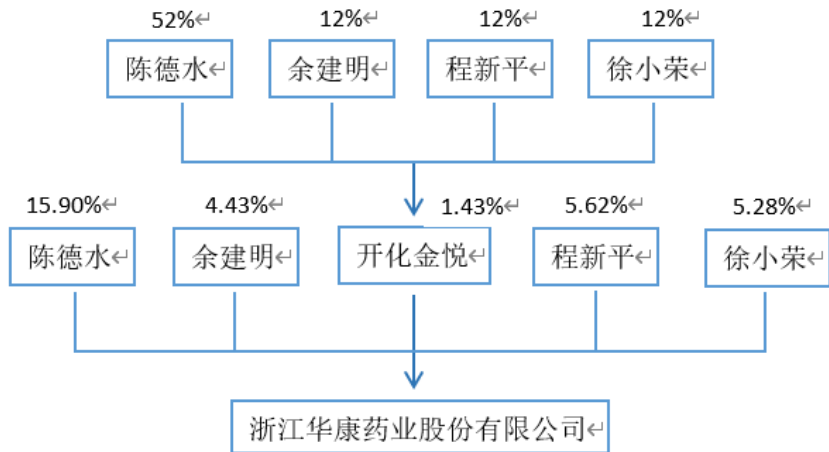 52% 12% 12% 12%
陈德水 余建明 程新平 徐小荣
15.90% 4.43% 1.43% 5.62% 5.28%
陈德水 余建明 开化金悦 程新平 徐小荣
浙江华康药业股份有限公司